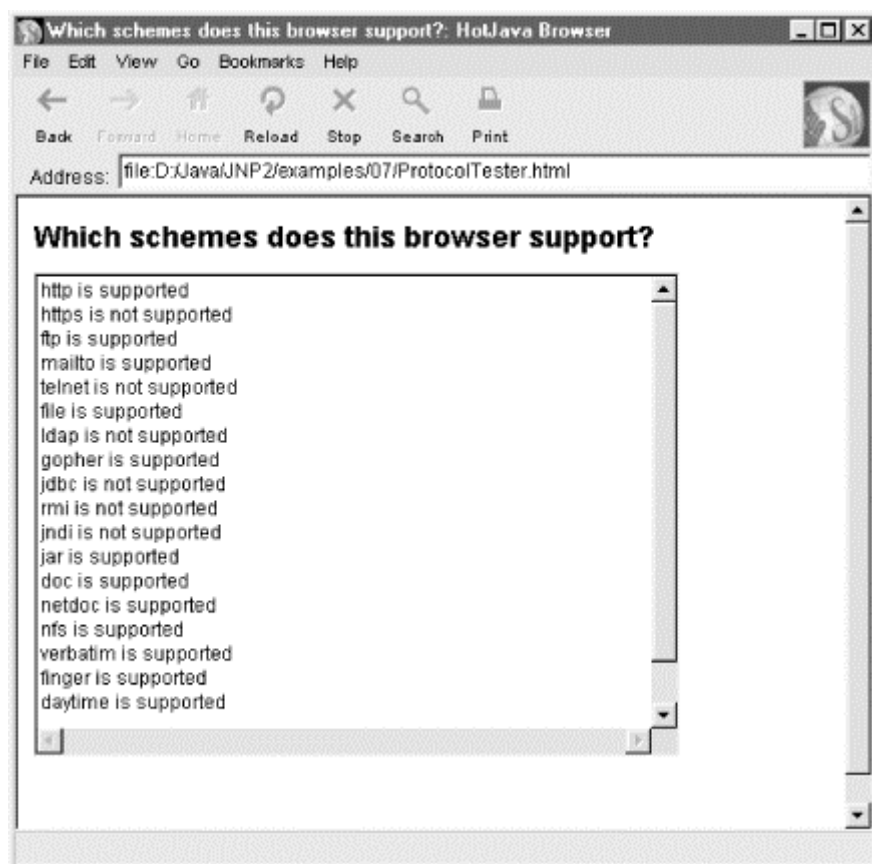 Which schemes does this browser support?: HotJava Browser
File Edit View Go Bookmarks Help
Back Forward Home Reload Stop Search Print
Address: file:D:/Java/JNP2/examples/07/ProtocolTester.html
Which schemes does this browser support?
http is supported
https is not supported
ftp is supported
mailto is supported
telnet is not supported
file is supported
ldap is not supported
gopher is supported
jdbc is not supported
rmi is not supported
jndi is not supported
jar is supported
doc is supported
netdoc is supported
nfs is supported
verbatim is supported
finger is supported
daytime is supported